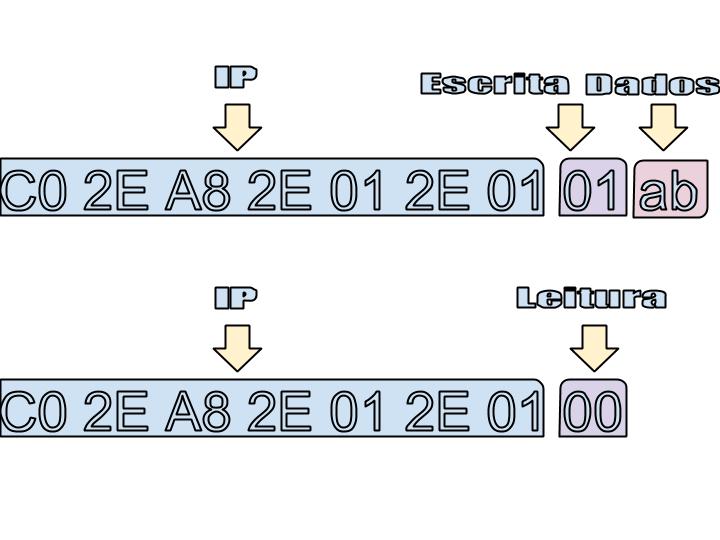 IP Escrita Dados
C0 2E A8 2E 01 2E 01 01 ab
IP Leitura
C0 2E A8 2E 01 2E 01 00